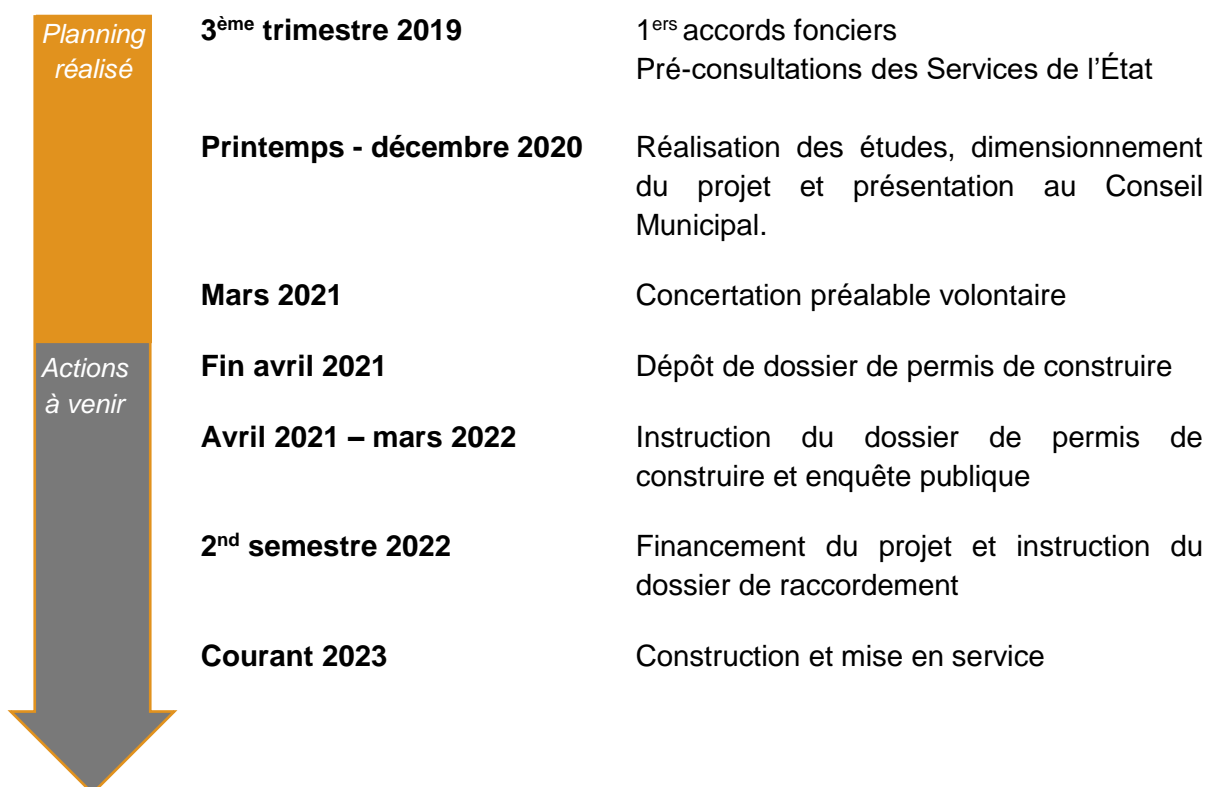 Planning
réalisé
3ème trimestre 2019
1ers accords fonciers
Pré-consultations des Services de l'État
Printemps - décembre 2020
Réalisation des études, dimensionnement
du projet et présentation au Conseil
Municipal.
Mars 2021
Concertation préalable volontaire
Actions
à venir
Fin avril 2021
Dépôt de dossier de permis de construire
Avril 2021 – mars 2022
Instruction du dossier de permis de
construire et enquête publique
2nd semestre 2022
Financement du projet et instruction du
dossier de raccordement
Courant 2023
Construction et mise en service